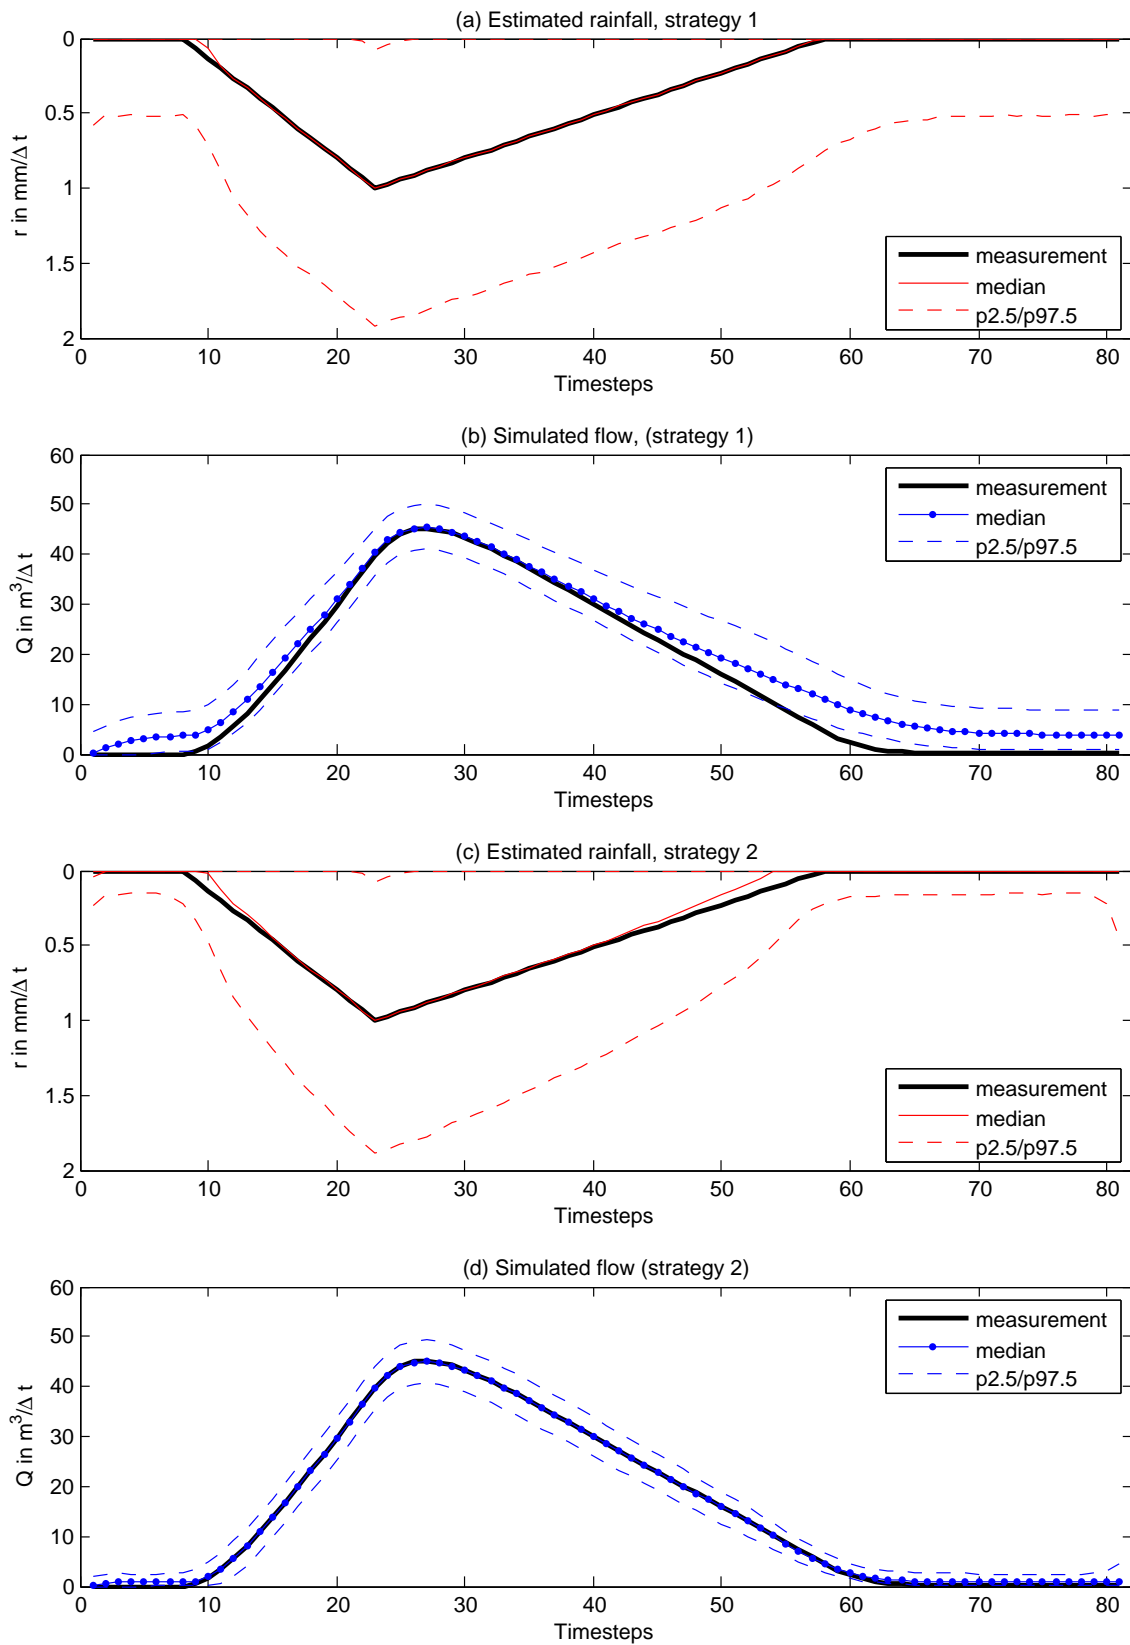 (a) Estimated rainfall, strategy 1
0
0.5
1
1.5
2
r in mm/Δ t
measurement
median
p2.5/p97.5
0 10 20 30 40 50 60 70 80
Timesteps
(b) Simulated flow, (strategy 1)
60
50
40
30
20
10
0
Q in m³/Δ t
measurement
median
p2.5/p97.5
0 10 20 30 40 50 60 70 80
Timesteps
(c) Estimated rainfall, strategy 2
0
0.5
1
1.5
2
r in mm/Δ t
measurement
median
p2.5/p97.5
0 10 20 30 40 50 60 70 80
Timesteps
(d) Simulated flow (strategy 2)
60
50
40
30
20
10
0
Q in m³/Δ t
measurement
median
p2.5/p97.5
0 10 20 30 40 50 60 70 80
Timesteps